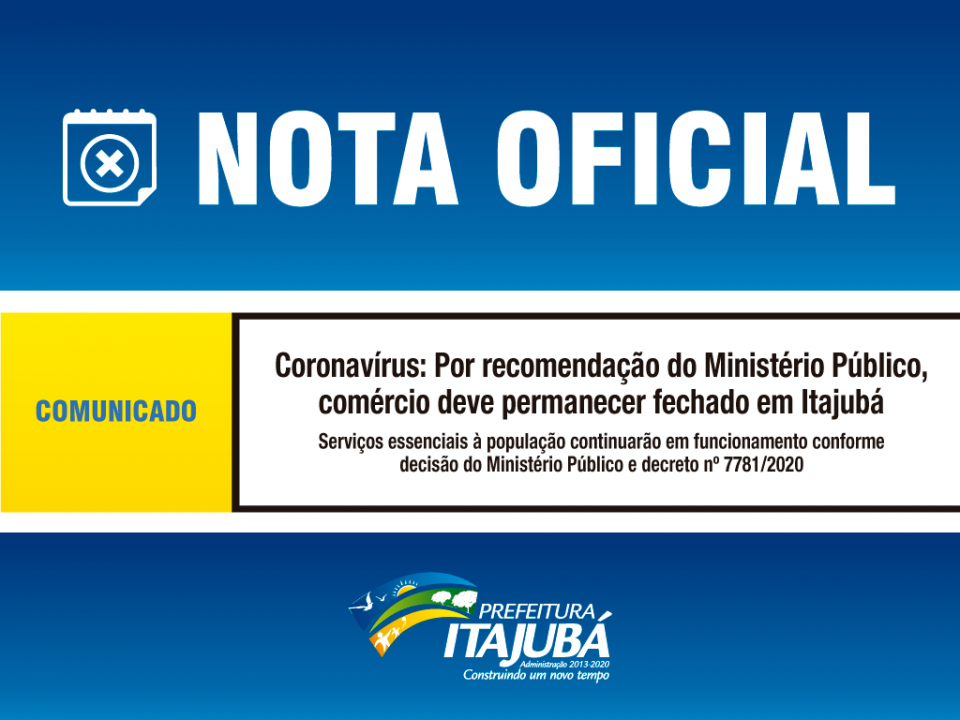 NOTA OFICIAL
COMUNICADO
Coronavírus: Por recomendação do Ministério Público,
comércio deve permanecer fechado em Itajubá
Serviços essenciais à população continuarão em funcionamento conforme
decisão do Ministério Público e decreto nº 7781/2020
PREFEITURA
ITAJUBÁ
Administração 2013-2020
Construindo um novo tempo